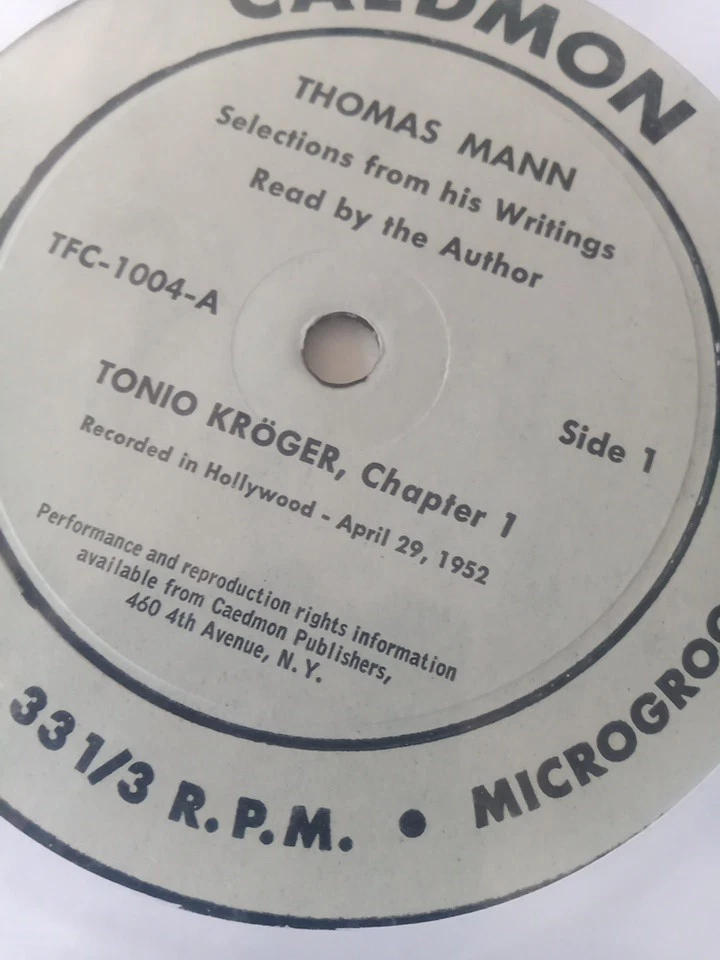 CAEDMON
THOMAS MANN
Selections from his Writings
Read by the Author
TFC-1004-A
Side 1
TONIO KRÖGER, Chapter 1
Recorded in Hollywood - April 29, 1952
Performance and reproduction rights information
available from Caedmon Publishers,
460 4th Avenue, N. Y.
33 1/3 R.P.M. • MICROGROO